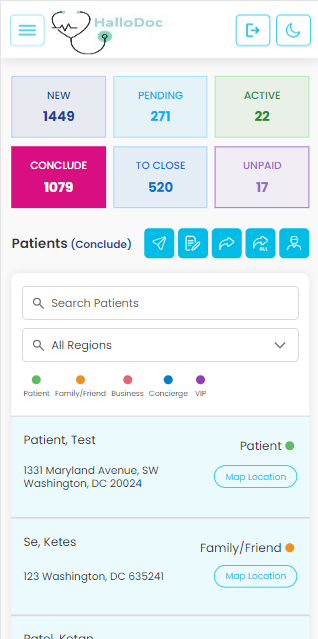 HalloDoc
NEW
1449
PENDING
271
ACTIVE
22
CONCLUDE
1079
TO CLOSE
520
UNPAID
17
Patients (Conclude)
ALL
Search Patients
All Regions
Patient
Family/Friend
Business
Concierge
VIP
Patient, Test
Patient
1331 Maryland Avenue, SW
Washington, DC 20024
Map Location
Se, Ketes
Family/Friend
123 Washington, DC 635241
Map Location
Patel, Ketan